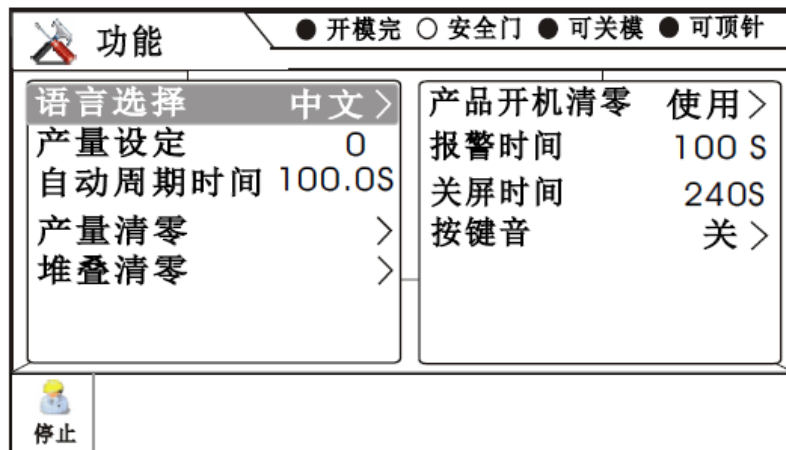 功能
● 开模完 ○ 安全门 ● 可关模 ● 可顶针
语言选择 中文 >
产量设定 0
自动周期时间 100.0S
产量清零 >
堆叠清零 >
产品开机清零 使用 >
报警时间 100 S
关屏时间 240S
按键音 关 >
停止